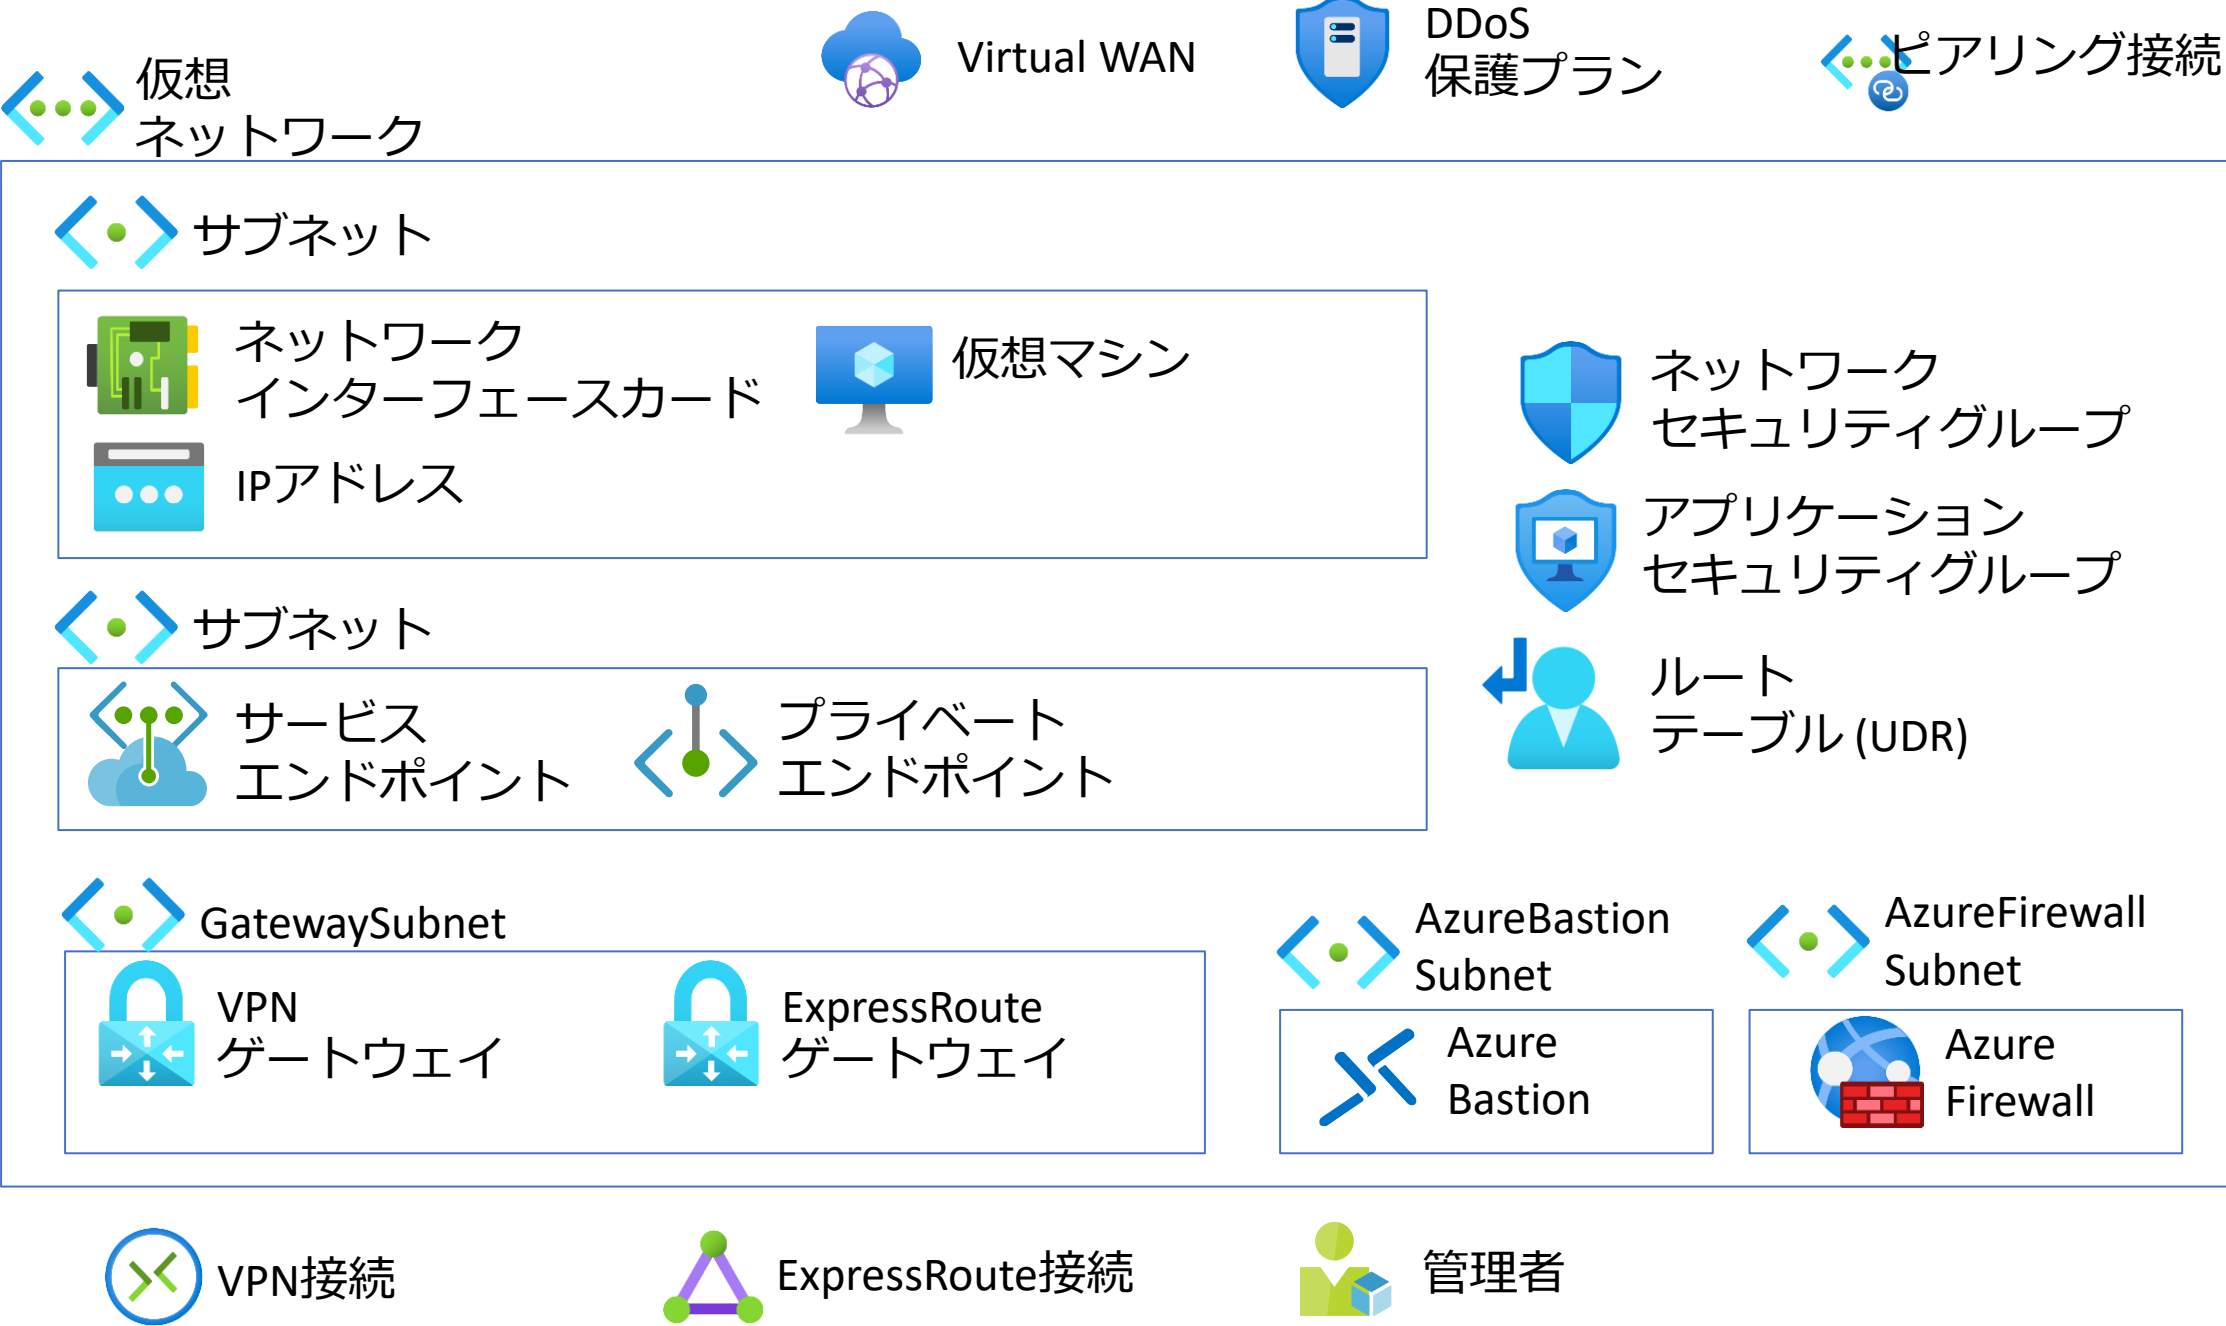 仮想
ネットワーク
Virtual WAN
DDoS
保護プラン
ピアリング接続
サブネット
ネットワーク
インターフェースカード
仮想マシン
IPアドレス
ネットワーク
セキュリティグループ
アプリケーション
セキュリティグループ
サブネット
サービス
エンドポイント
プライベート
エンドポイント
ルート
テーブル (UDR)
GatewaySubnet
VPN
ゲートウェイ
ExpressRoute
ゲートウェイ
AzureBastion
Subnet
Azure
Bastion
AzureFirewall
Subnet
Azure
Firewall
VPN接続
ExpressRoute接続
管理者